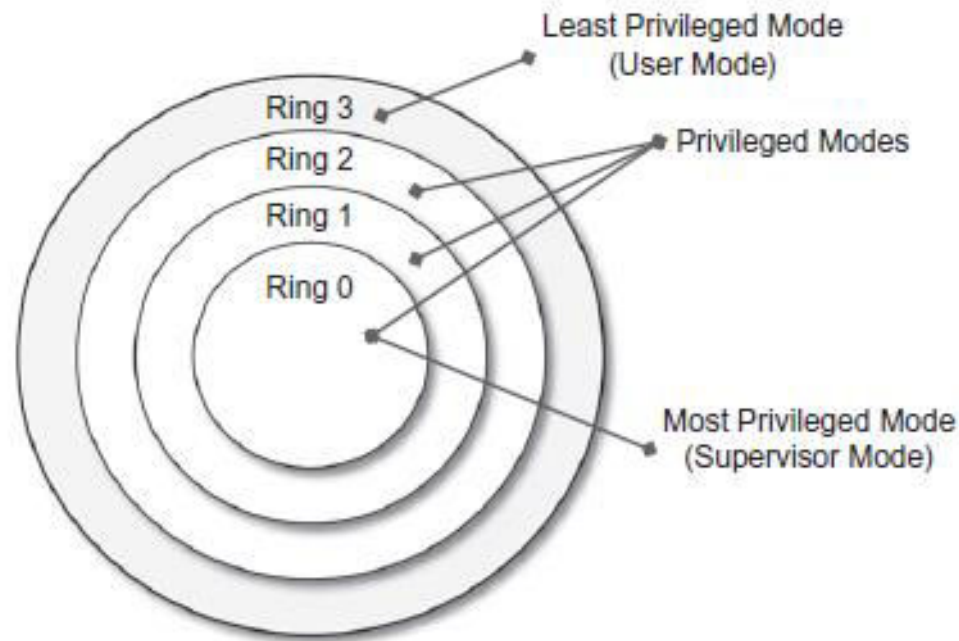 Least Privileged Mode
(User Mode)
Ring 3
Privileged Modes
Ring 2
Ring 1
Ring 0
Most Privileged Mode
(Supervisor Mode)